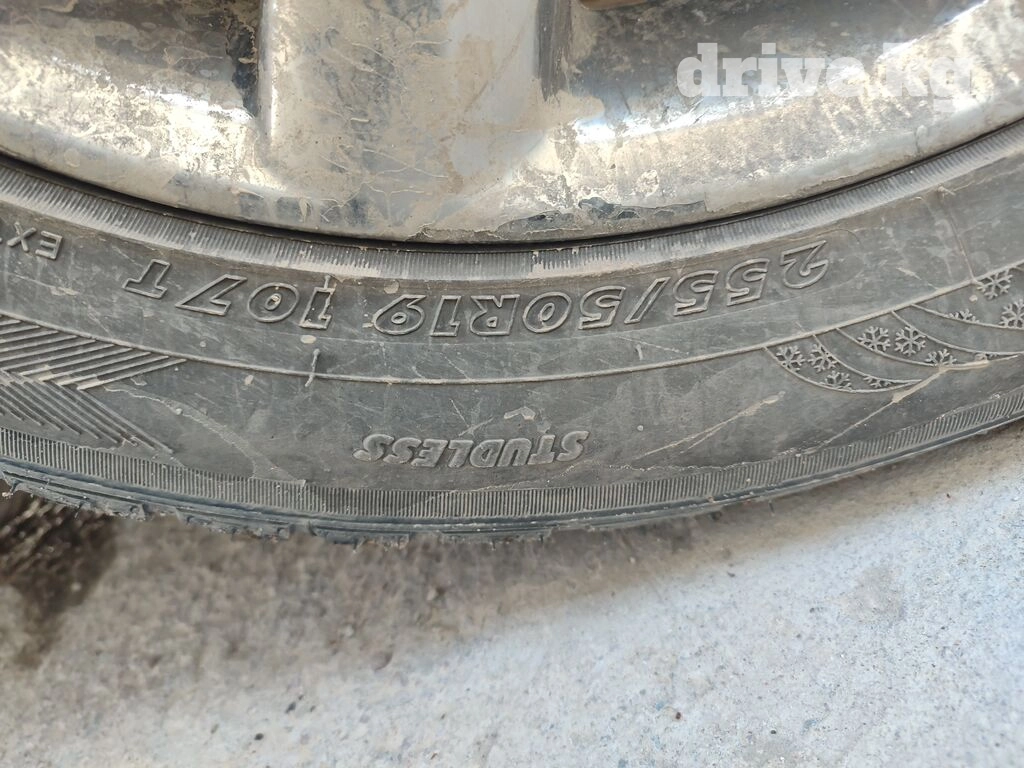 drive.kg
255/50R19 107T
EX
STUDLESS